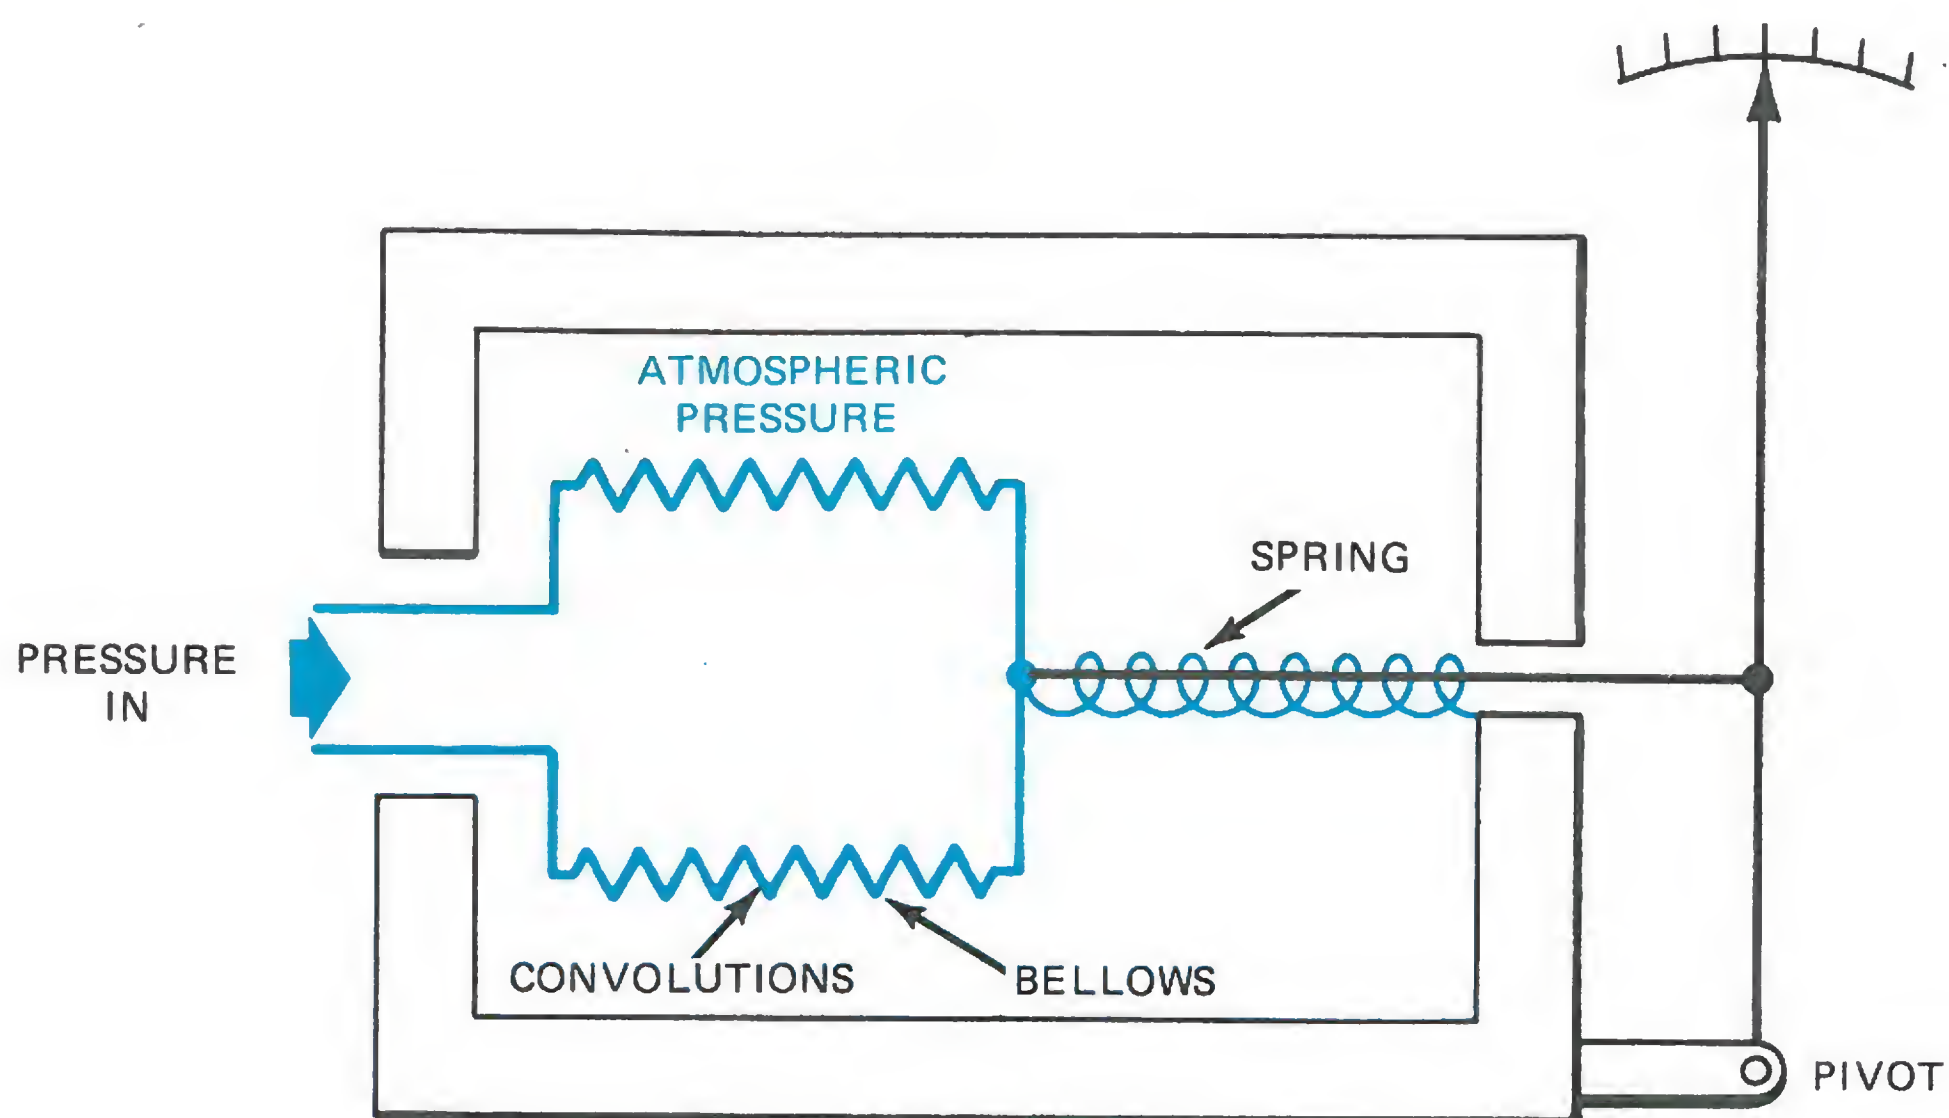 ATMOSPHERIC
PRESSURE
SPRING
PRESSURE
IN
CONVOLUTIONS
BELLOWS
PIVOT